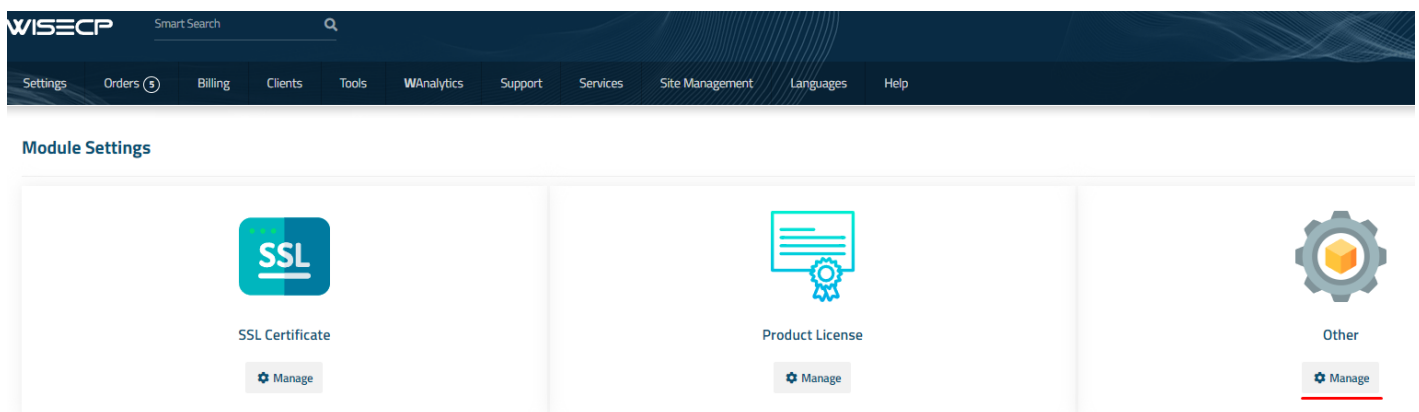 WISECP Smart Search
Settings Orders 5 Billing Clients Tools WAnalytics Support Services Site Management Languages Help
Module Settings
SSL
SSL Certificate Product License Other
Manage Manage Manage